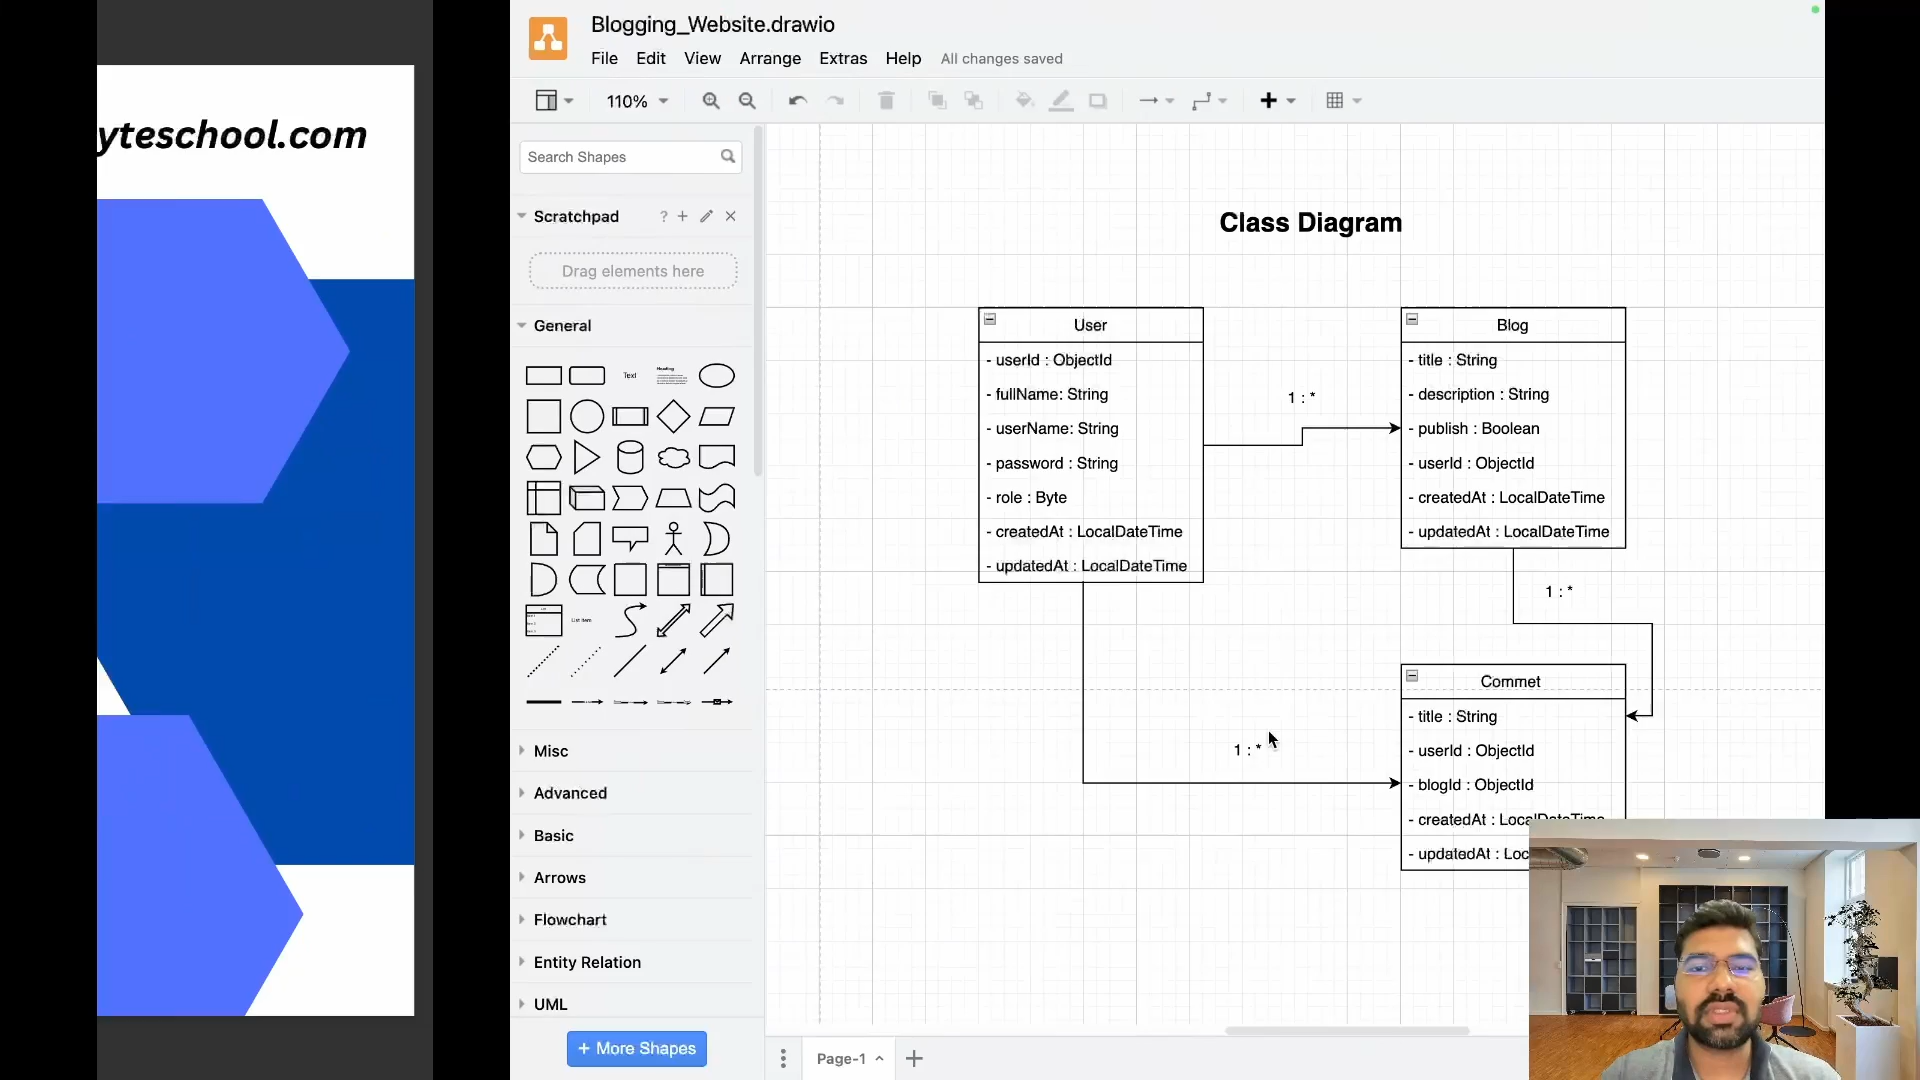 yteschool.com
Blogging_Website.drawio
File Edit View Arrange Extras Help All changes saved
110%
Search Shapes
Scratchpad ? +
Drag elements here
General
Text
Heading
List Item
Misc
Advanced
Basic
Arrows
Flowchart
Entity Relation
UML
+ More Shapes
Class Diagram
User
- userId : ObjectId
- fullName: String
- userName: String
- password : String
- role : Byte
- createdAt : LocalDateTime
- updatedAt : LocalDateTime
1 : *
Blog
- title : String
- description : String
- publish : Boolean
- userId : ObjectId
- createdAt : LocalDateTime
- updatedAt : LocalDateTime
1 : *
1 : *
Commet
- title : String
- userId : ObjectId
- blogId : ObjectId
- createdAt : LocalDateTime
- updatedAt : Loc
Page-1